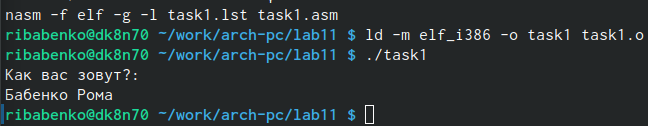 nasm -f elf -g -l task1.lst task1.asm
ribabenko@dk8n70 ~/work/arch-pc/lab11 $ ld -m elf_i386 -o task1 task1.o
ribabenko@dk8n70 ~/work/arch-pc/lab11 $ ./task1
Как вас зовут?:
Бабенко Рома
ribabenko@dk8n70 ~/work/arch-pc/lab11 $